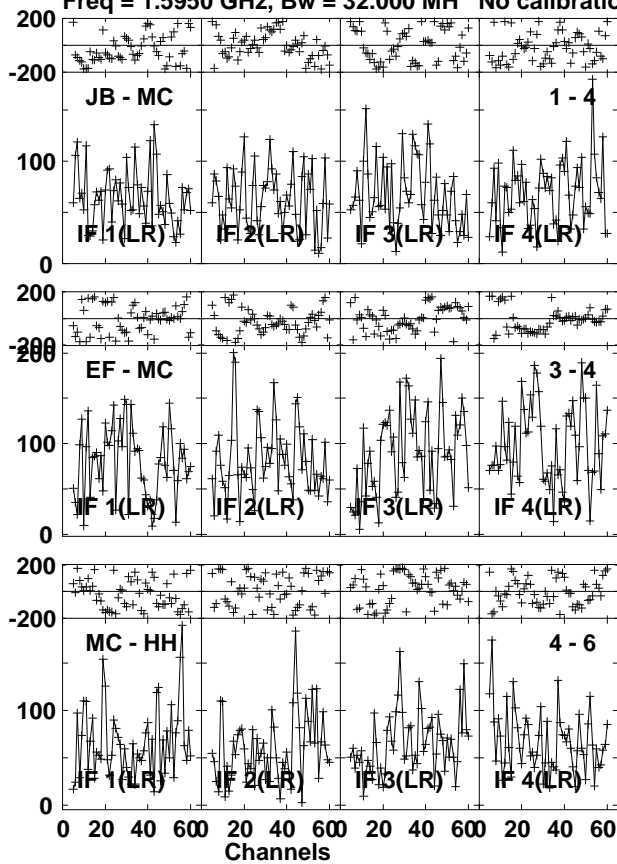 Freq = 1.5950 GHz, Bw = 32.000 MH No calibratio
200
-200
JB - MC 1 - 4
100
0
IF 1(LR) IF 2(LR) IF 3(LR) IF 4(LR)
200
-200
200
EF - MC 3 - 4
100
0
IF 1(LR) IF 2(LR) IF 3(LR) IF 4(LR)
200
-200
MC - HH 4 - 6
100
0
IF 1(LR) IF 2(LR) IF 3(LR) IF 4(LR)
0 20 40 60 0 20 40 60 0 20 40 60 0 20 40 60
Channels